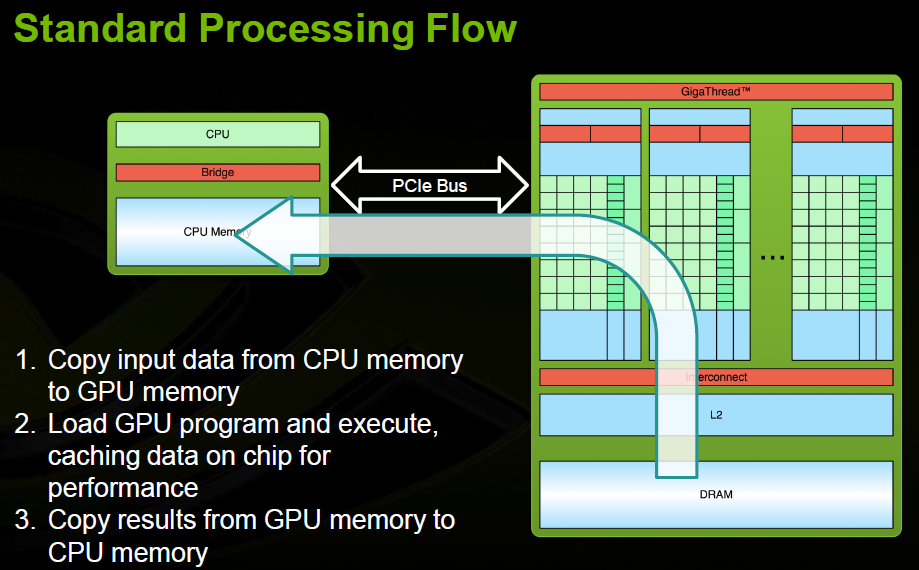 Standard Processing Flow
GigaThread™
CPU
Bridge
PCIe Bus
CPU Memory
...
Interconnect
L2
DRAM
1. Copy input data from CPU memory
to GPU memory
2. Load GPU program and execute,
caching data on chip for
performance
3. Copy results from GPU memory to
CPU memory